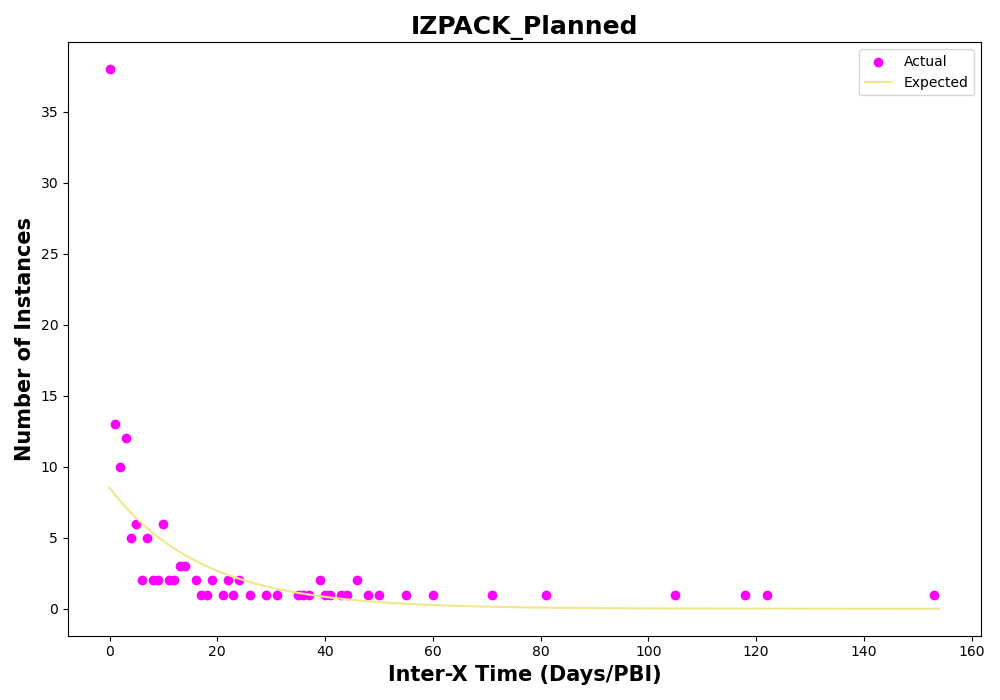 IZPACK_Planned
Actual
Expected
35
30
25
20
15
10
5
0
Number of Instances
0 20 40 60 80 100 120 140 160
Inter-X Time (Days/PBI)